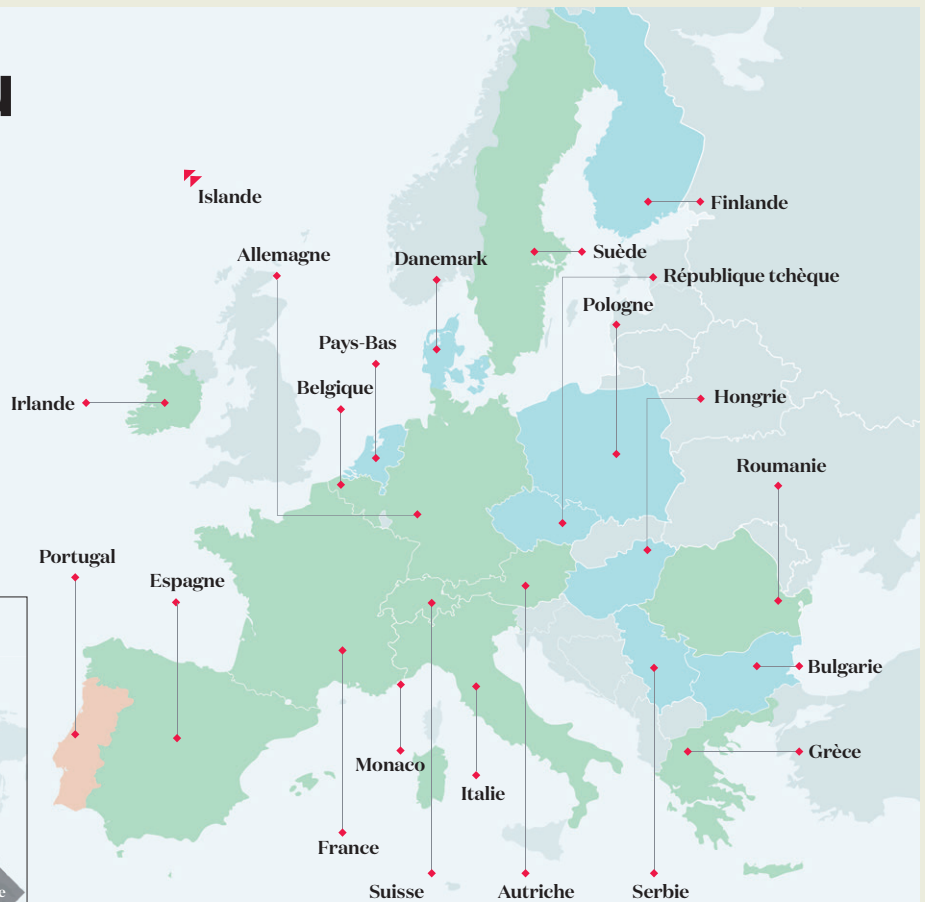 Islande
Finlande
Allemagne
Danemark
Suède
République tchèque
Pologne
Pays-Bas
Belgique
Hongrie
Irlande
Roumanie
Portugal
Espagne
Bulgarie
Monaco
Grèce
Italie
France
Suisse
Autriche
Serbie